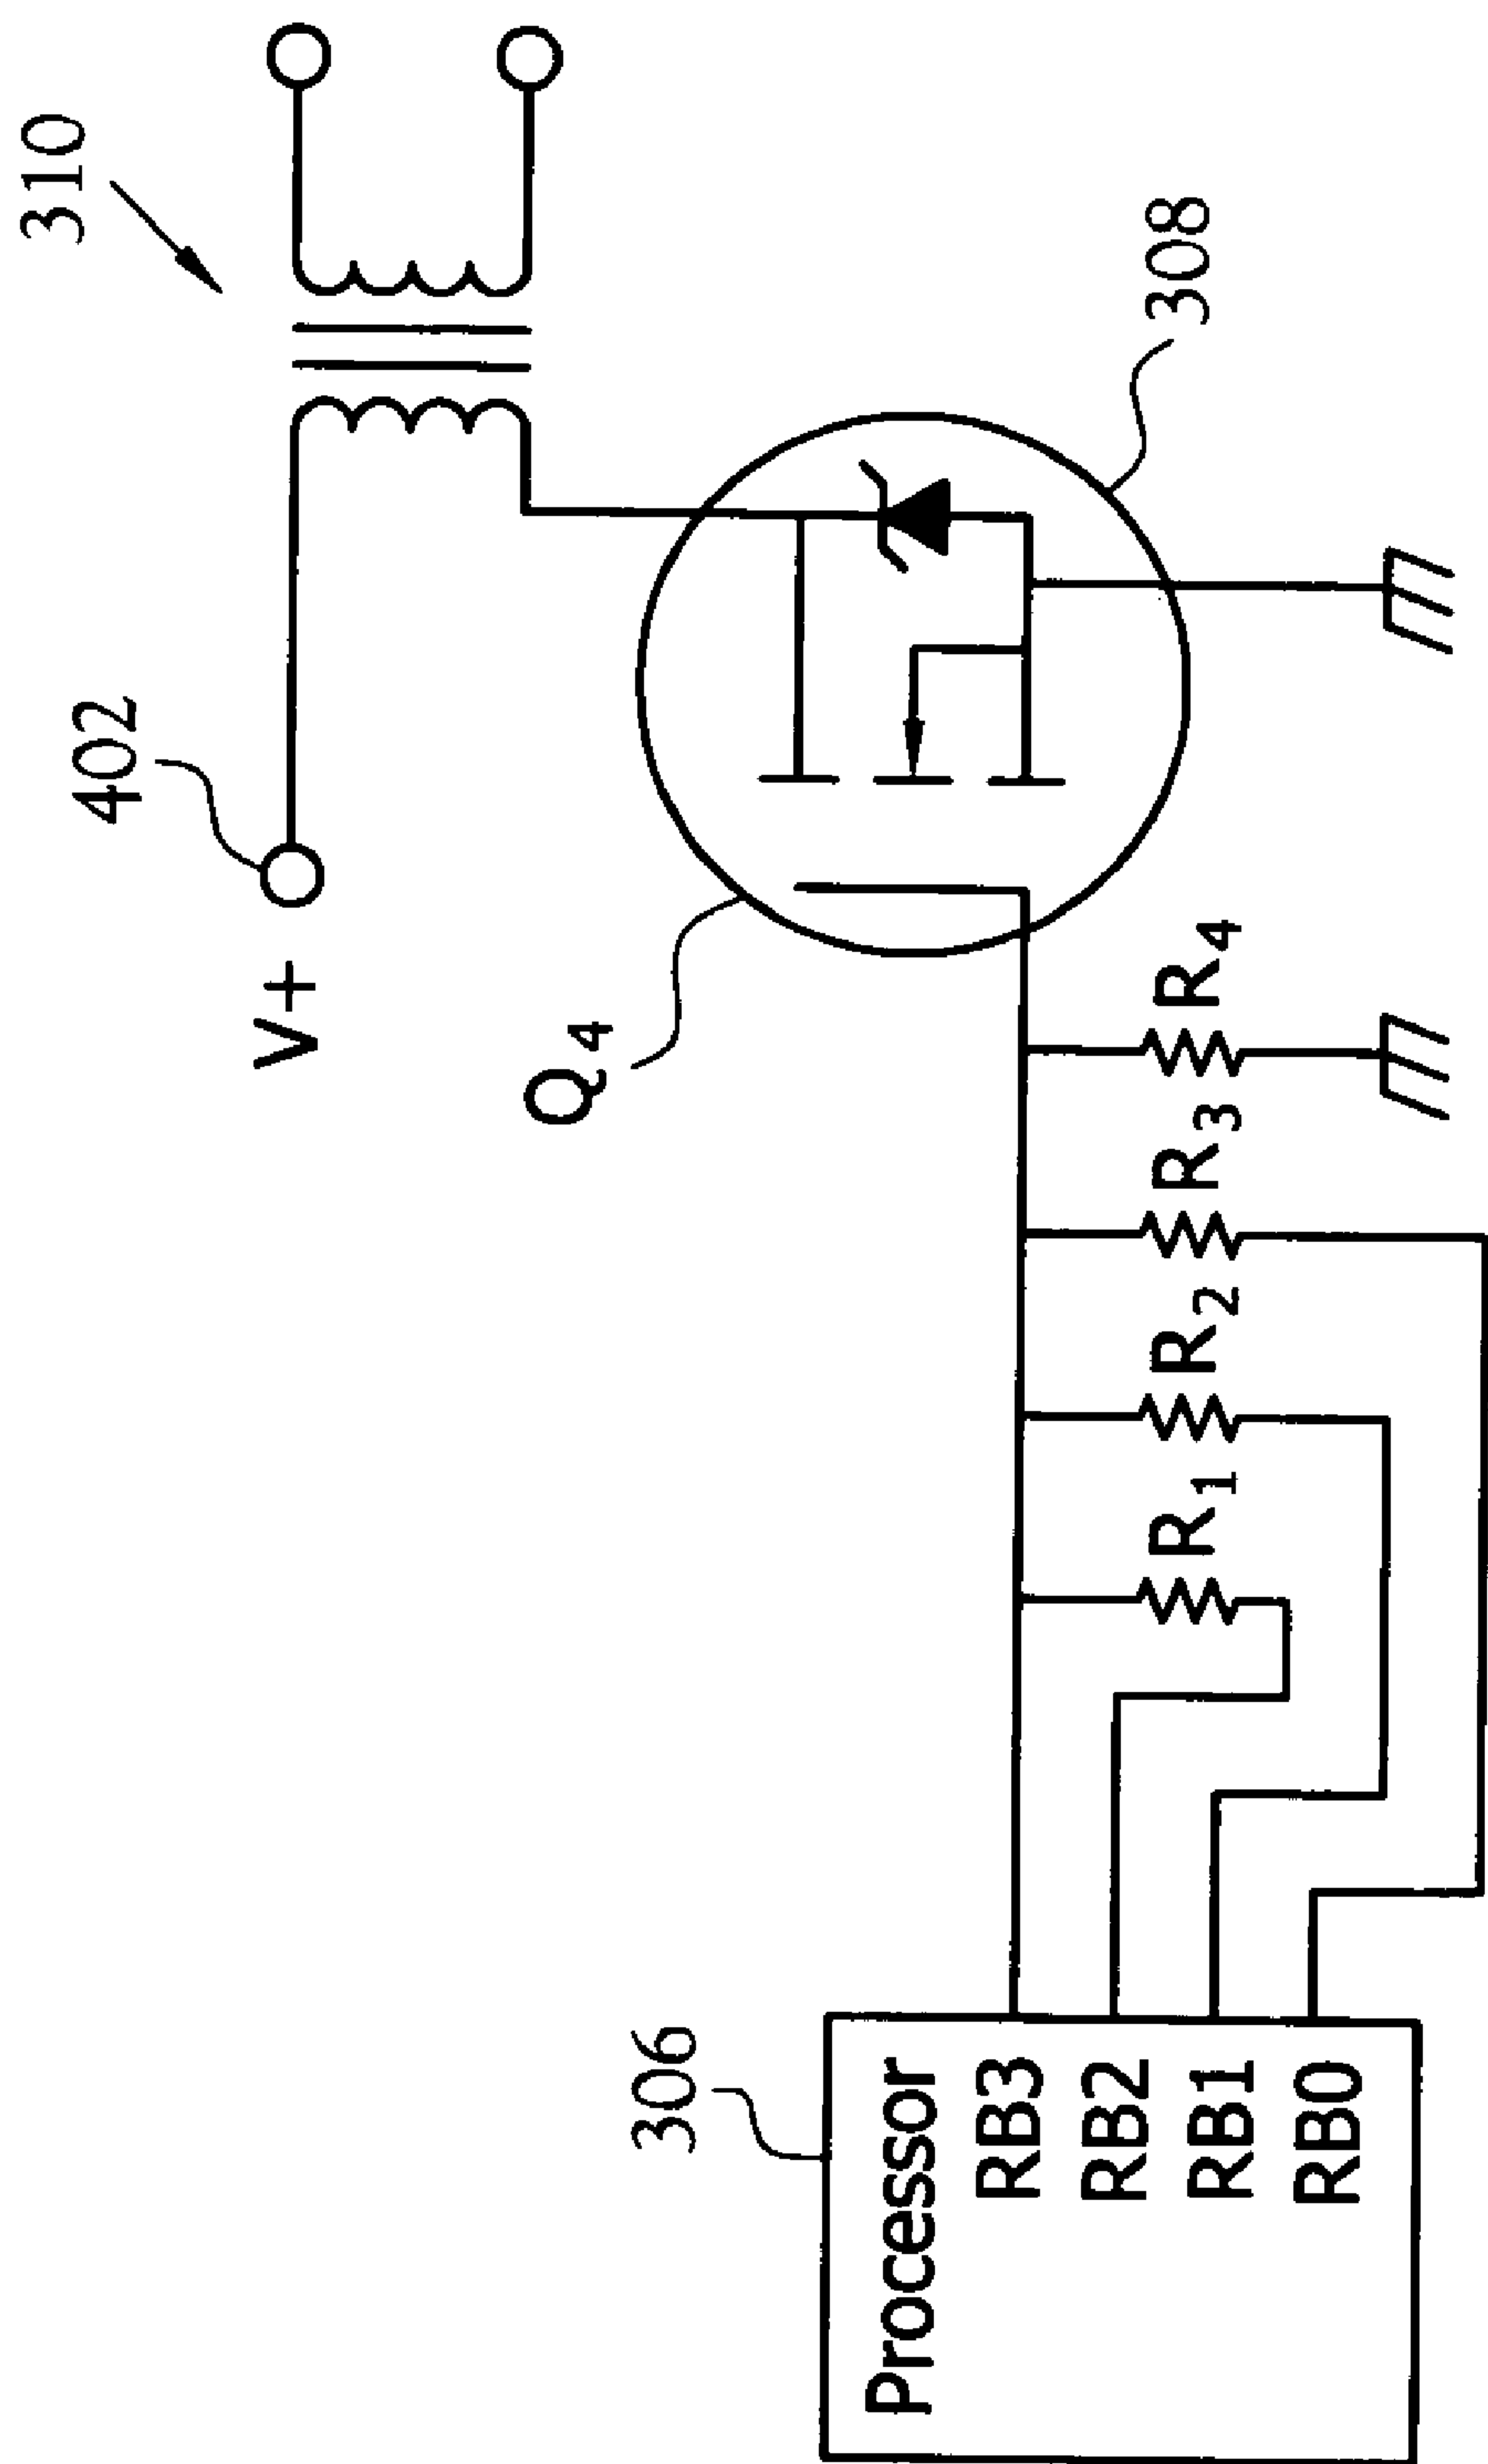 310
402
V+
308
Q4
R1
R2
R3
R4
306
Processor
RB3
RB2
RB1
RB0